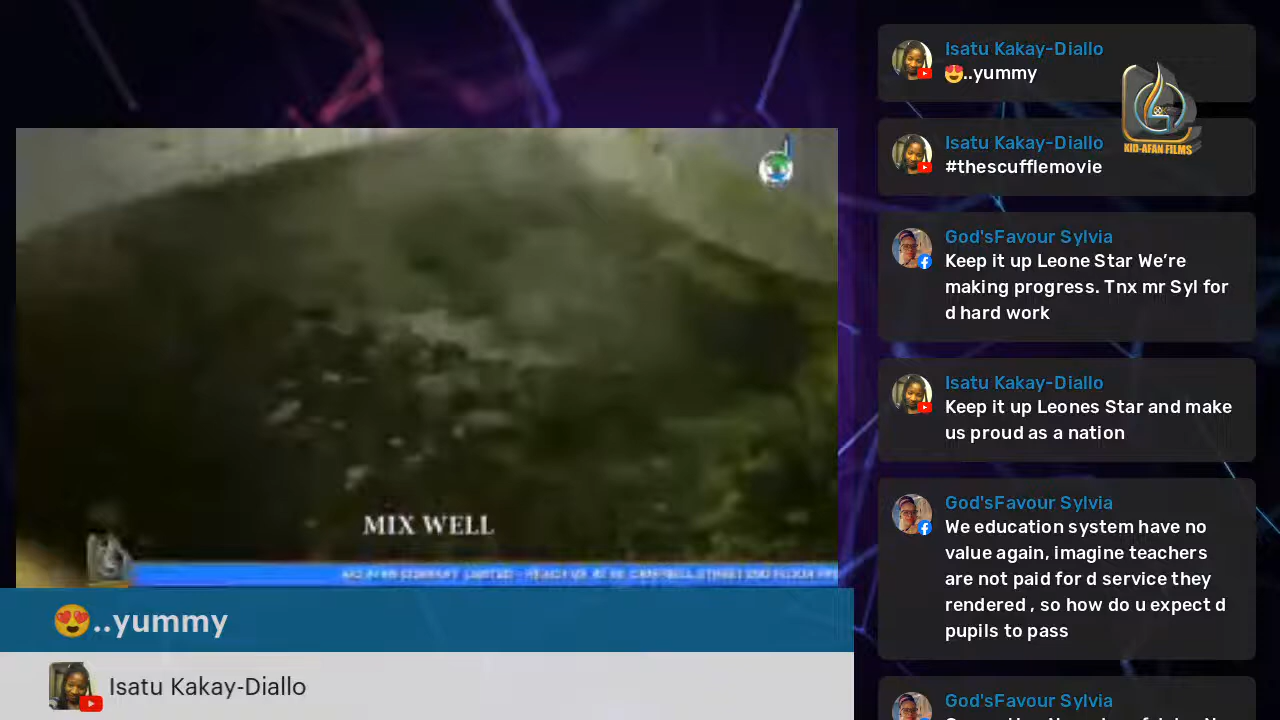 MIX WELL
😍..yummy
Isatu Kakay-Diallo
Isatu Kakay-Diallo
😍..yummy
KID-AFAN FILMS
Isatu Kakay-Diallo
#thescufflemovie
God'sFavour Sylvia
Keep it up Leone Star We’re
making progress. Tnx mr Syl for
d hard work
Isatu Kakay-Diallo
Keep it up Leones Star and make
us proud as a nation
God'sFavour Sylvia
We education system have no
value again, imagine teachers
are not paid for d service they
rendered , so how do u expect d
pupils to pass
God'sFavour Sylvia